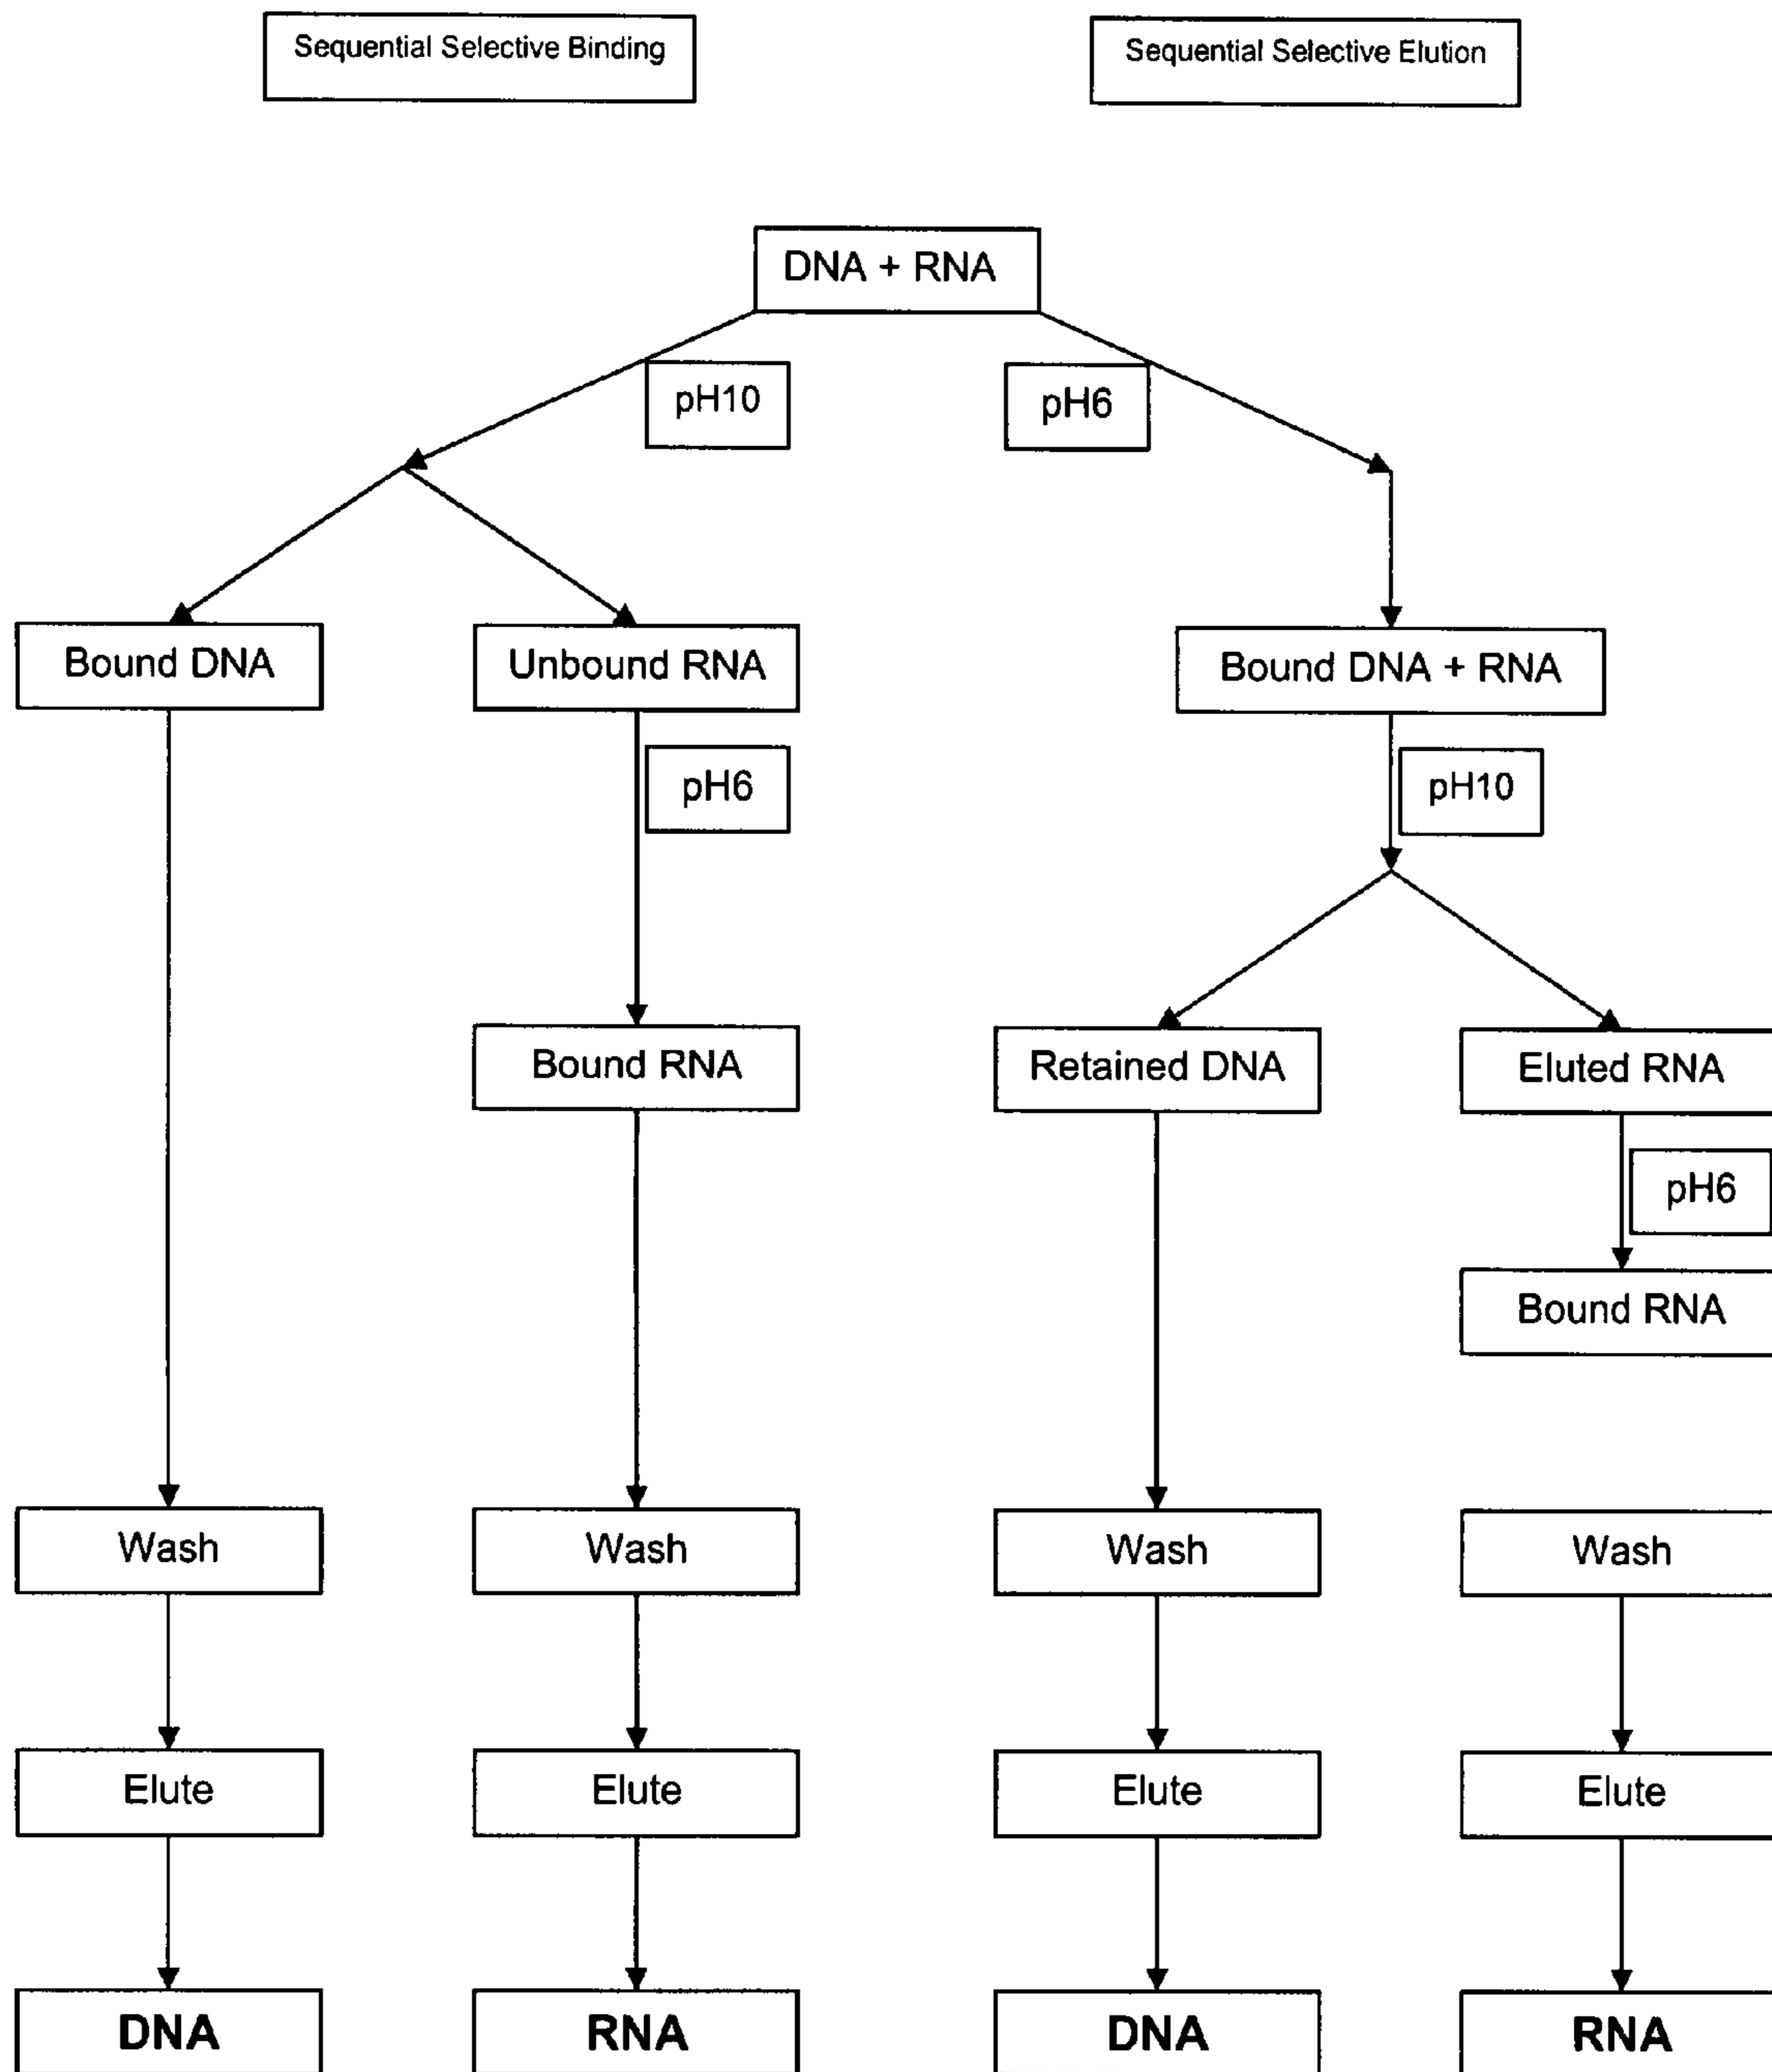 Sequential Selective Binding
Sequential Selective Elution
DNA + RNA
pH10
pH6
Bound DNA
Unbound RNA
Bound DNA + RNA
pH6
pH10
Bound RNA
Retained DNA
Eluted RNA
pH6
Bound RNA
Wash
Wash
Wash
Wash
Elute
Elute
Elute
Elute
DNA
RNA
DNA
RNA